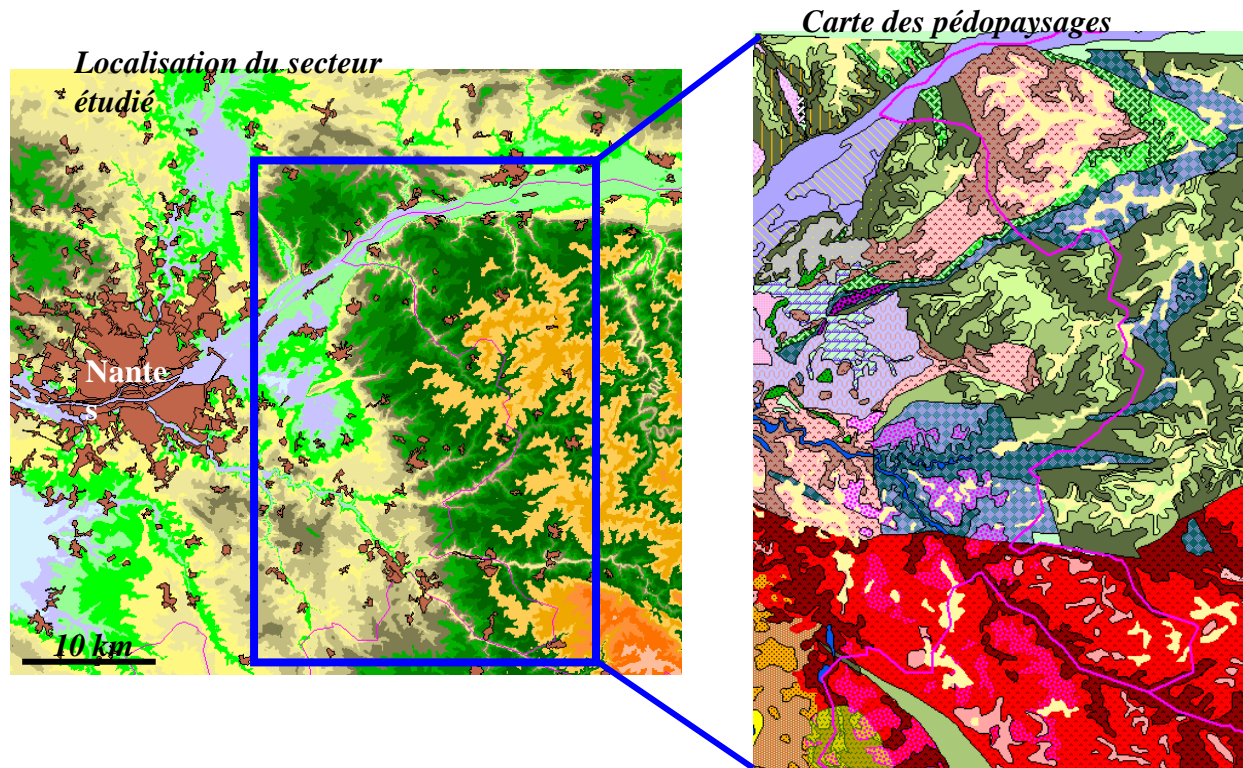 Carte des pédopaysages
Localisation du secteur
étudié
Nante
s
10 km